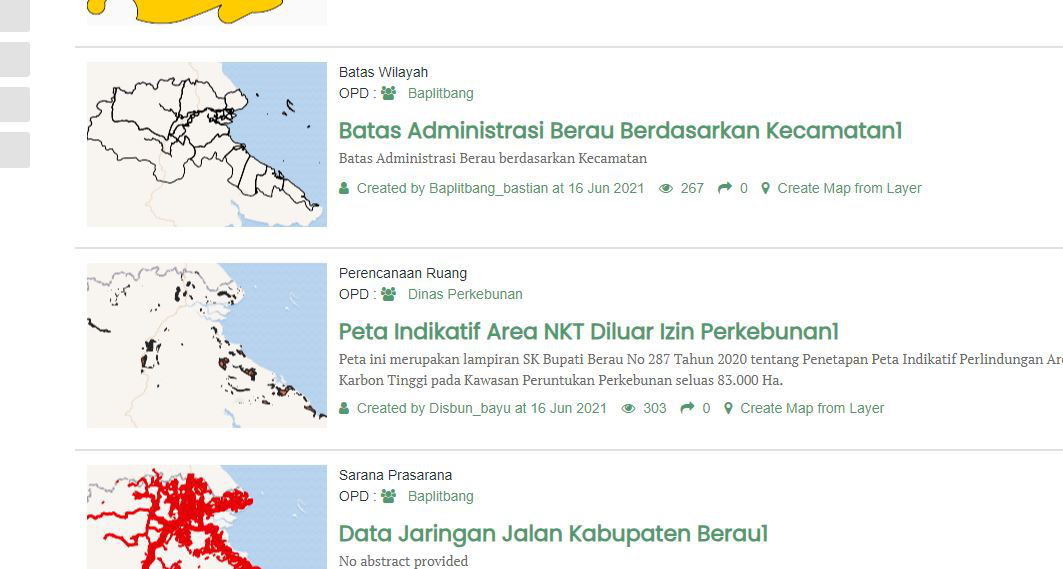 Batas Wilayah
OPD : Baplitbang
Batas Administrasi Berau Berdasarkan Kecamatan1
Batas Administrasi Berau berdasarkan Kecamatan
Created by Baplitbang_bastian at 16 Jun 2021 267 0 Create Map from Layer
Perencanaan Ruang
OPD : Dinas Perkebunan
Peta Indikatif Area NKT Diluar Izin Perkebunan1
Peta ini merupakan lampiran SK Bupati Berau No 287 Tahun 2020 tentang Penetapan Peta Indikatif Perlindungan
Karbon Tinggi pada Kawasan Peruntukan Perkebunan seluas 83.000 Ha.
Created by Disbun_bayu at 16 Jun 2021 303 0 Create Map from Layer
Sarana Prasarana
OPD : Baplitbang
Data Jaringan Jalan Kabupaten Berau1
No abstract provided